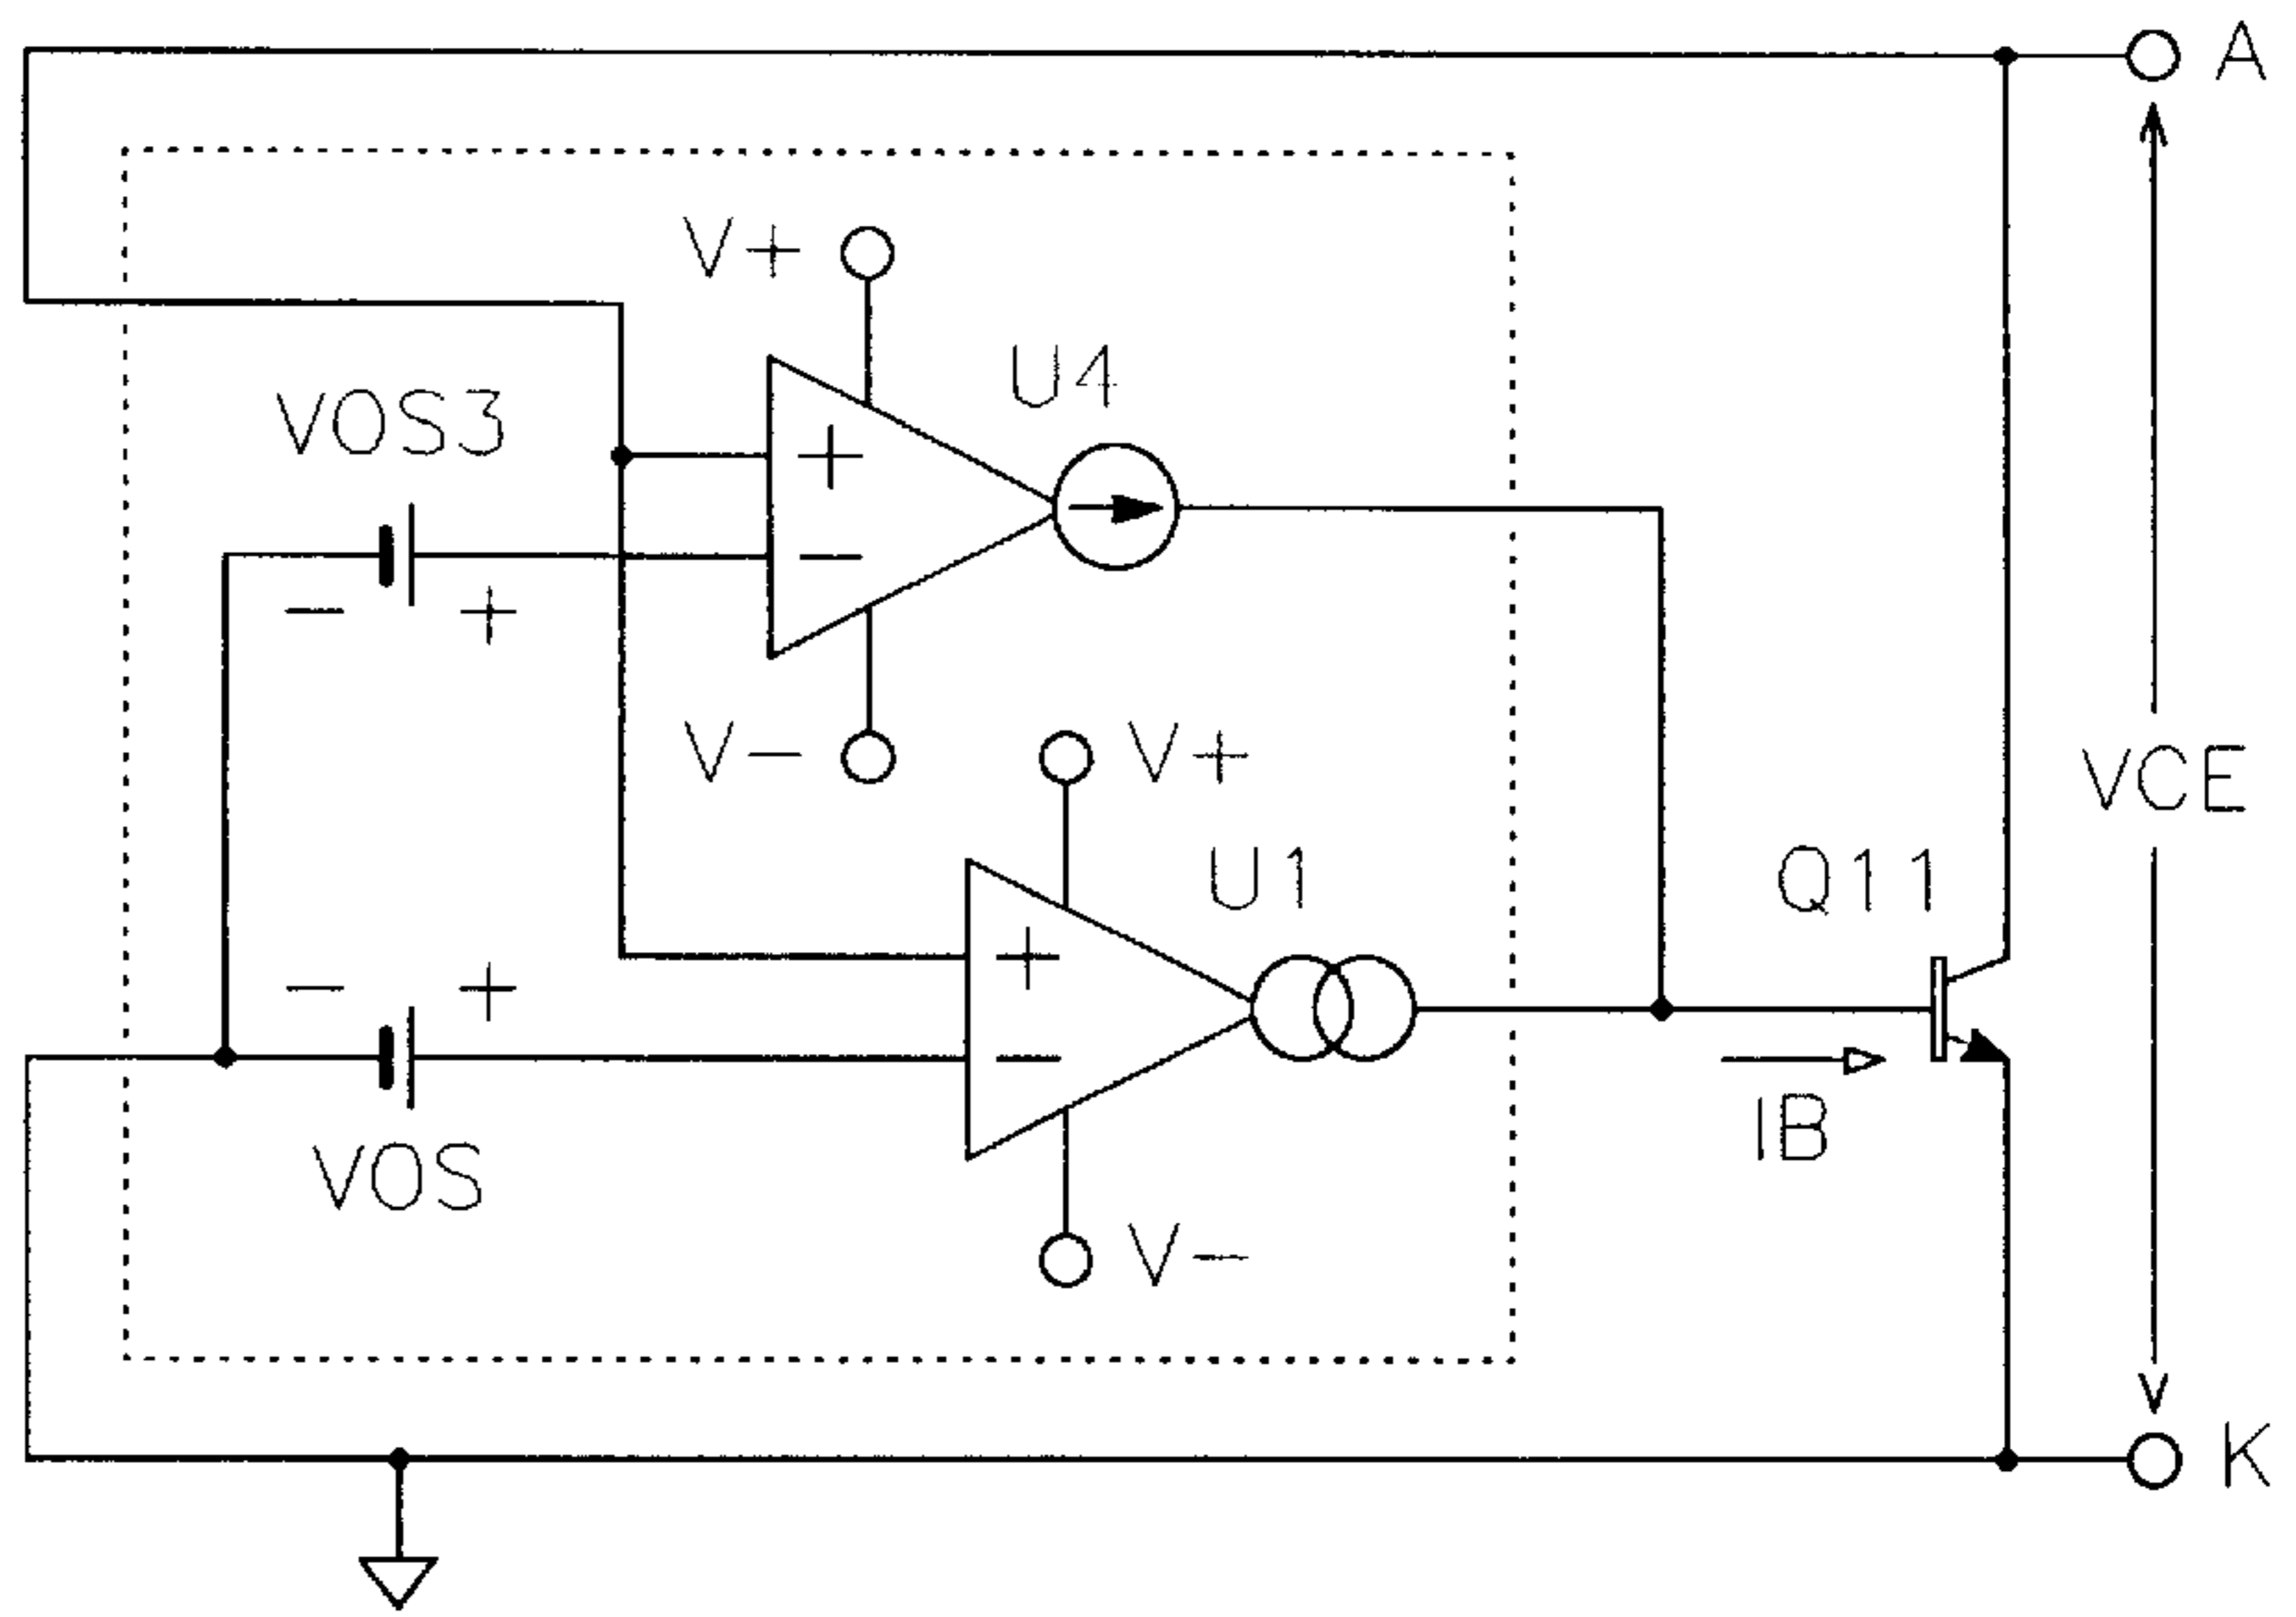 A
V+
U4
VOS3
+
−
− +
V−
V+
VCE
U1
Q11
− +
+
−
IB
VOS
V−
K